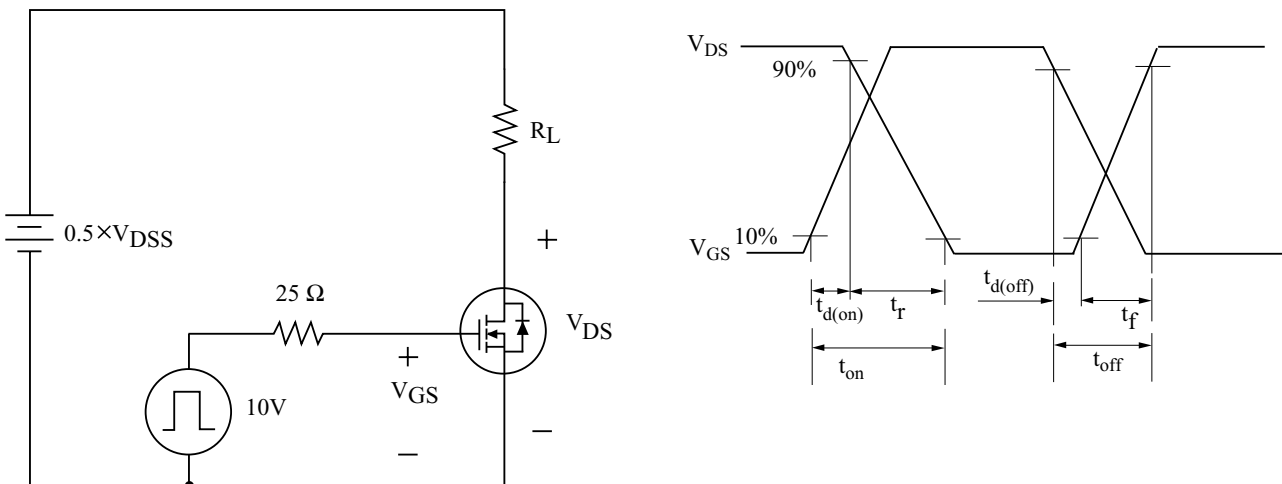 R_L
0.5×V_DSS
+
25 Ω
V_DS
+
V_GS
10V
−
−
V_DS
90%
10%
V_GS
t_d(on)
t_r
t_d(off)
t_f
t_on
t_off